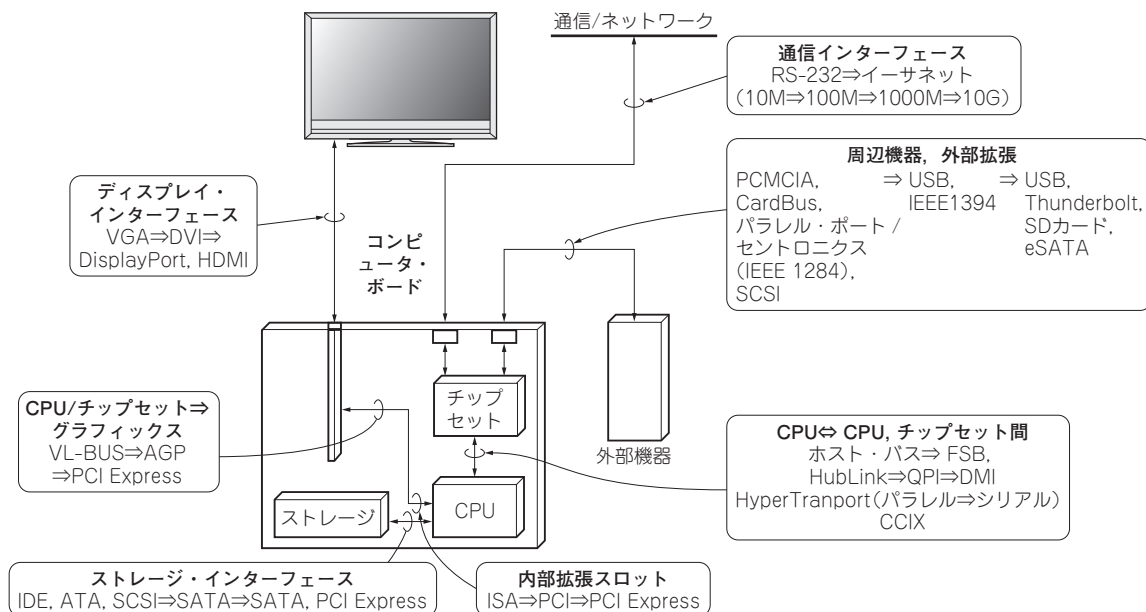 通信/ネットワーク
通信インターフェース
RS-232⇒イーサネット
(10M⇒100M⇒1000M⇒10G)
周辺機器，外部拡張
PCMCIA, ⇒ USB, ⇒ USB,
CardBus, IEEE1394 Thunderbolt,
パラレル・ポート / SDカード,
セントロニクス eSATA
(IEEE 1284),
SCSI
ディスプレイ・
インターフェース
VGA⇒DVI⇒
DisplayPort, HDMI
コンピ
ュータ・
ボード
チップ
セット
外部機器
CPU/チップセット⇒
グラフィックス
VL-BUS⇒AGP
⇒PCI Express
CPU⇔ CPU, チップセット間
ホスト・バス⇒ FSB,
HubLink⇒QPI⇒DMI
HyperTranport(パラレル⇒シリアル)
CCIX
ストレージ
CPU
ストレージ・インターフェース
IDE, ATA, SCSI⇒SATA⇒SATA, PCI Express
内部拡張スロット
ISA⇒PCI⇒PCI Express